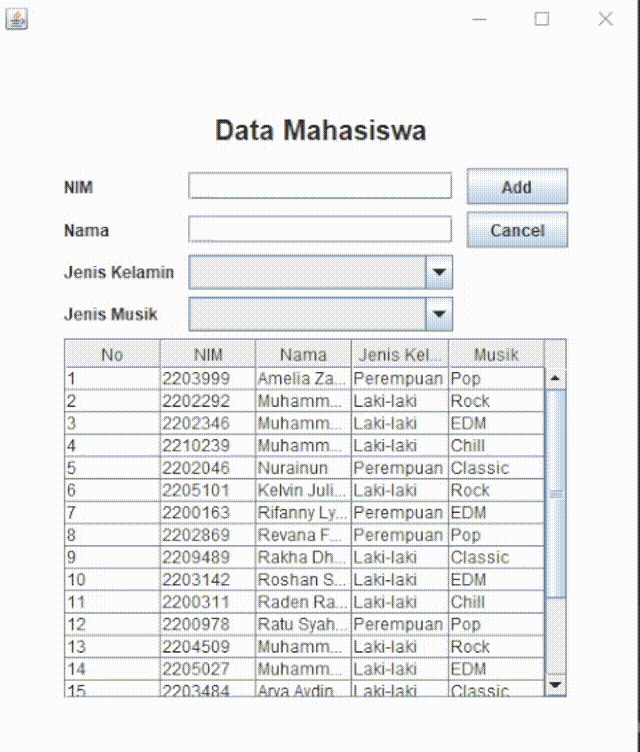 Data Mahasiswa
NIM
Add
Nama
Cancel
Jenis Kelamin
Jenis Musik
No NIM Nama Jenis Kel... Musik
1 2203999 Amelia Za... Perempuan Pop
2 2202292 Muhamm... Laki-laki Rock
3 2202346 Muhamm... Laki-laki EDM
4 2210239 Muhamm... Laki-laki Chill
5 2202046 Nurainun Perempuan Classic
6 2205101 Kelvin Juli... Laki-laki Rock
7 2200163 Rifanny Ly... Perempuan EDM
8 2202869 Revana F... Perempuan Pop
9 2209489 Rakha Dh... Laki-laki Classic
10 2203142 Roshan S... Laki-laki EDM
11 2200311 Raden Ra... Laki-laki Chill
12 2200978 Ratu Syah... Perempuan Pop
13 2204509 Muhamm... Laki-laki Rock
14 2205027 Muhamm... Laki-laki EDM
15 2203484 Arya Aydin... Laki-laki Classic